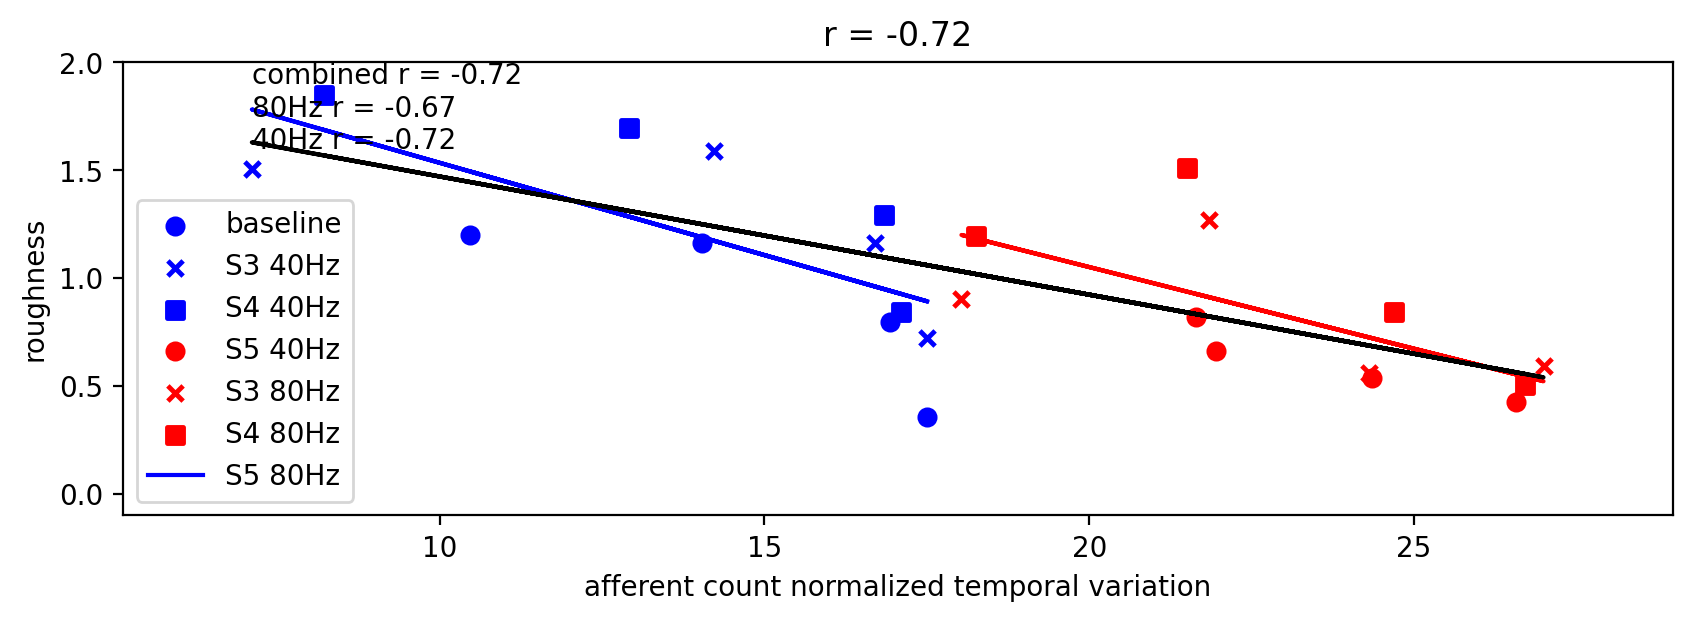 r = -0.72
combined r = -0.72
80Hz r = -0.67
40Hz r = -0.72
2.0
1.5
1.0
0.5
0.0
roughness
baseline
S3 40Hz
S4 40Hz
S5 40Hz
S3 80Hz
S4 80Hz
S5 80Hz
10 15 20 25
afferent count normalized temporal variation